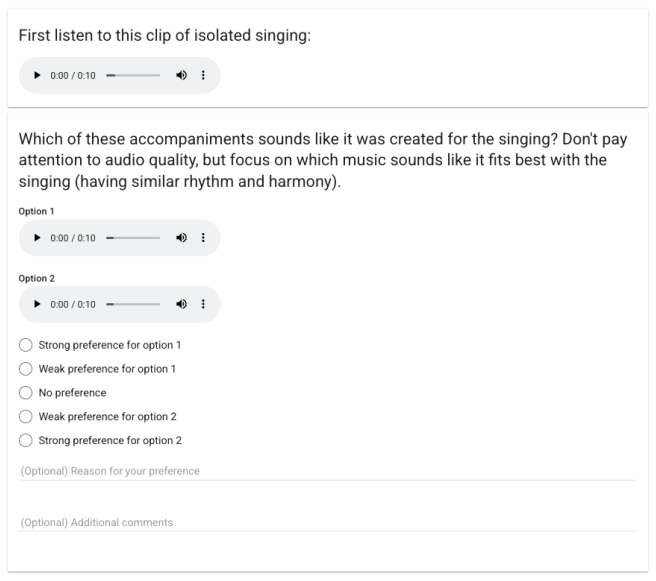 First listen to this clip of isolated singing:
0:00 / 0:10
Which of these accompaniments sounds like it was created for the singing? Don't pay
attention to audio quality, but focus on which music sounds like it fits best with the
singing (having similar rhythm and harmony).
Option 1
0:00 / 0:10
Option 2
0:00 / 0:10
Strong preference for option 1
Weak preference for option 1
No preference
Weak preference for option 2
Strong preference for option 2
(Optional) Reason for your preference
(Optional) Additional comments